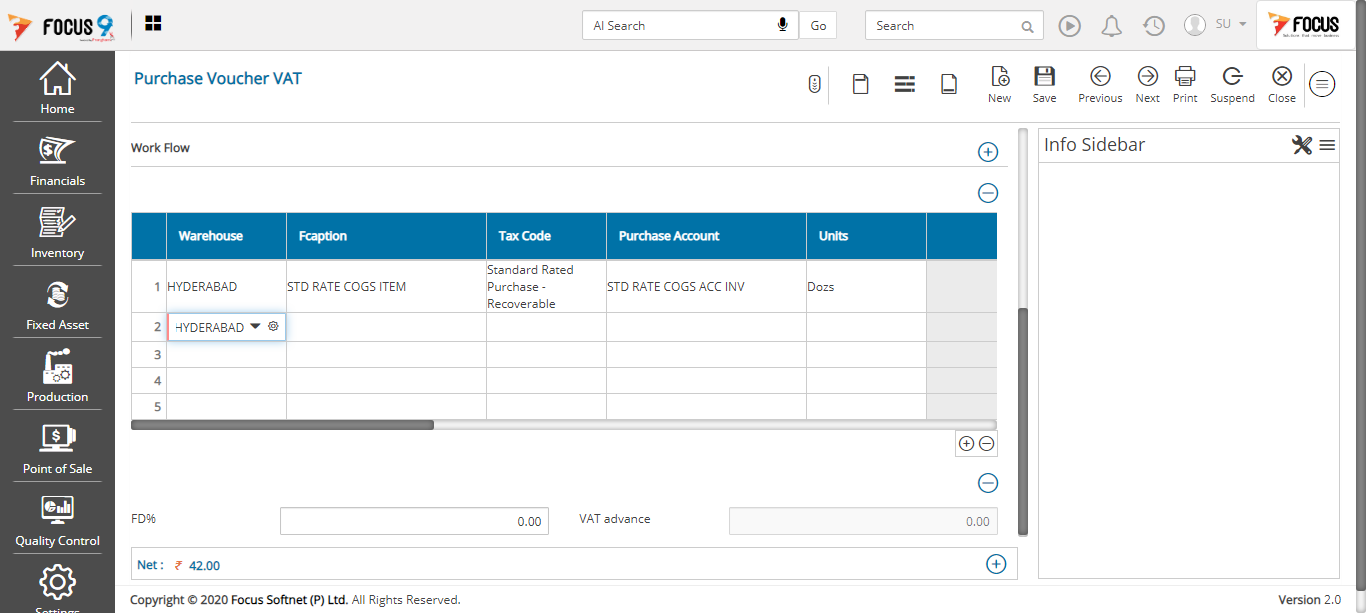 FOCUS 9
AI Search
Go
Search
SU
FOCUS
Home
Financials
Inventory
Fixed Asset
Production
Point of Sale
Quality Control
Settings
Purchase Voucher VAT
New
Save
Previous
Next
Print
Suspend
Close
Work Flow
Info Sidebar
Warehouse Fcaption Tax Code Purchase Account Units
1 HYDERABAD STD RATE COGS ITEM Standard Rated Purchase - Recoverable STD RATE COGS ACC INV Dozs
2 HYDERABAD
3
4
5
FD% 0.00 VAT advance 0.00
Net : ₹ 42.00
Copyright © 2020 Focus Softnet (P) Ltd. All Rights Reserved.
Version 2.0